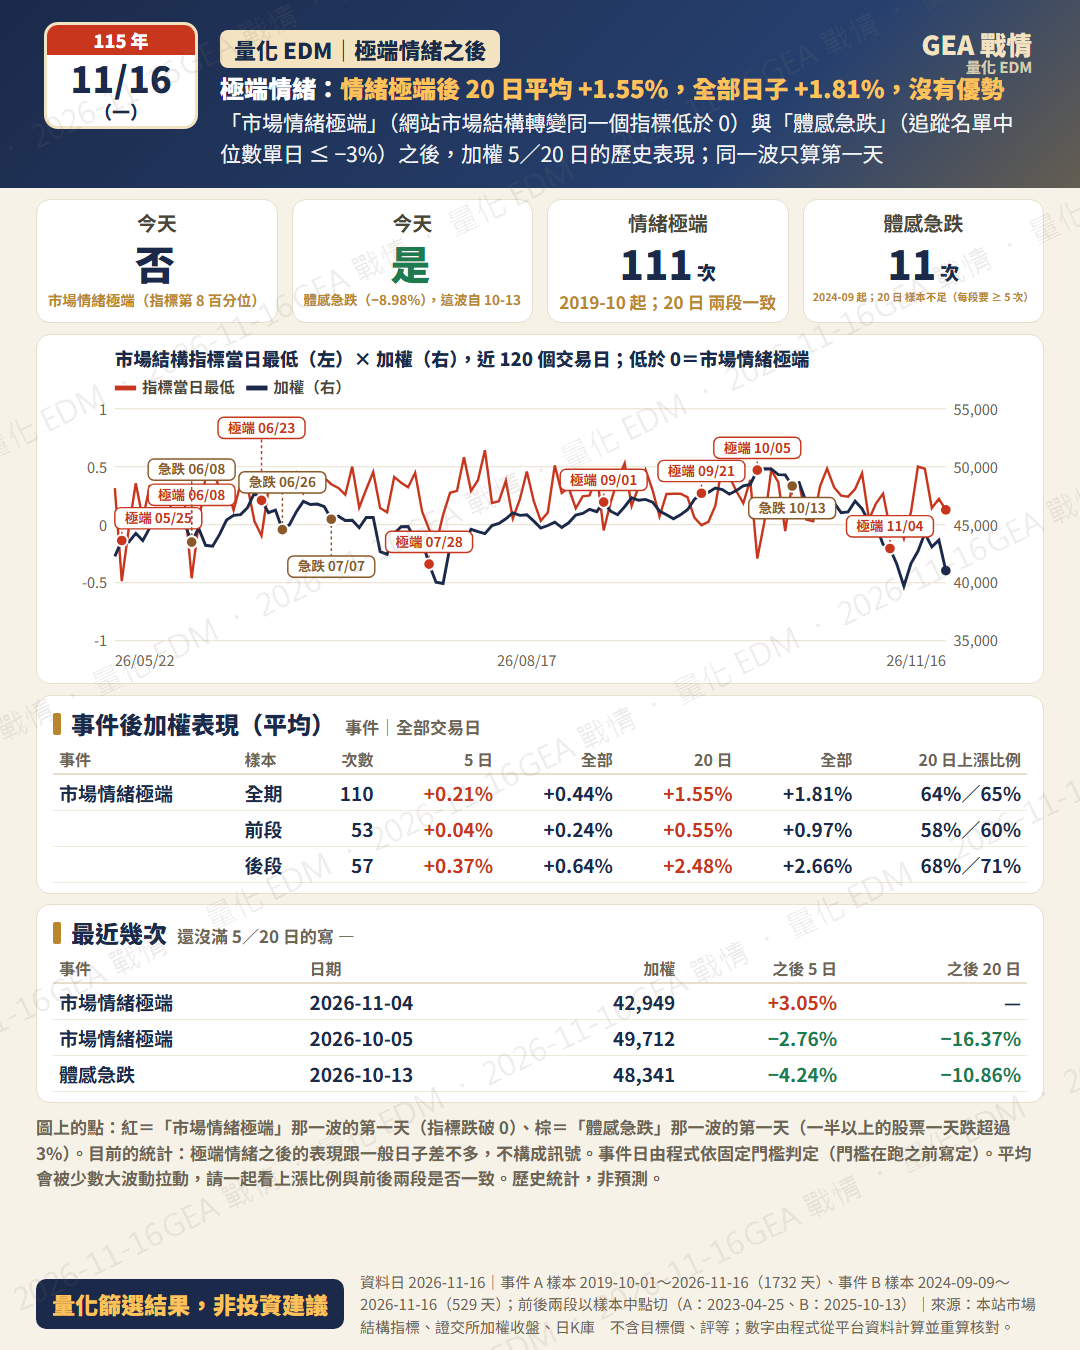 115 年
11/16
（一）
量化 EDM｜極端情緒之後
GEA 戰情
量化 EDM
極端情緒：情緒極端後 20 日平均 +1.55%，全部日子 +1.81%，沒有優勢
「市場情緒極端」（網站市場結構轉變同一個指標低於 0）與「體感急跌」（追蹤名單中
位數單日 ≤ −3%）之後，加權 5／20 日的歷史表現；同一波只算第一天
今天
否
市場情緒極端（指標第 8 百分位）
今天
是
體感急跌（−8.98%），這波自 10-13
情緒極端
111 次
2019-10 起；20 日 兩段一致
體感急跌
11 次
2024-09 起；20 日 樣本不足（每段要 ≥ 5 次）
市場結構指標當日最低（左）× 加權（右），近 120 個交易日；低於 0＝市場情緒極端
指標當日最低 加權（右）
1 55,000
0.5 50,000
0 45,000
-0.5 40,000
-1 35,000
極端 06/23
極端 10/05
急跌 06/08
極端 09/21
極端 09/01
急跌 06/26
極端 06/08
急跌 10/13
極端 05/25
極端 11/04
極端 07/28
急跌 07/07
26/05/22 26/08/17 26/11/16
事件後加權表現（平均） 事件｜全部交易日
事件 樣本 次數 5 日 全部 20 日 全部 20 日上漲比例
市場情緒極端 全期 110 +0.21% +0.44% +1.55% +1.81% 64%／65%
前段 53 +0.04% +0.24% +0.55% +0.97% 58%／60%
後段 57 +0.37% +0.64% +2.48% +2.66% 68%／71%
最近幾次 還沒滿 5／20 日的寫 —
事件 日期 加權 之後 5 日 之後 20 日
市場情緒極端 2026-11-04 42,949 +3.05% —
市場情緒極端 2026-10-05 49,712 −2.76% −16.37%
體感急跌 2026-10-13 48,341 −4.24% −10.86%
圖上的點：紅＝「市場情緒極端」那一波的第一天（指標跌破 0）、棕＝「體感急跌」那一波的第一天（一半以上的股票一天跌超過
3%）。目前的統計：極端情緒之後的表現跟一般日子差不多，不構成訊號。事件日由程式依固定門檻判定（門檻在跑之前寫定）。平均
會被少數大波動拉動，請一起看上漲比例與前後兩段是否一致。歷史統計，非預測。
量化篩選結果，非投資建議
資料日 2026-11-16｜事件 A 樣本 2019-10-01～2026-11-16（1732 天）、事件 B 樣本 2024-09-09～
2026-11-16（529 天）；前後兩段以樣本中點切（A：2023-04-25、B：2025-10-13）｜來源：本站市場
結構指標、證交所加權收盤、日K庫　不含目標價、評等；數字由程式從平台資料計算並重算核對。